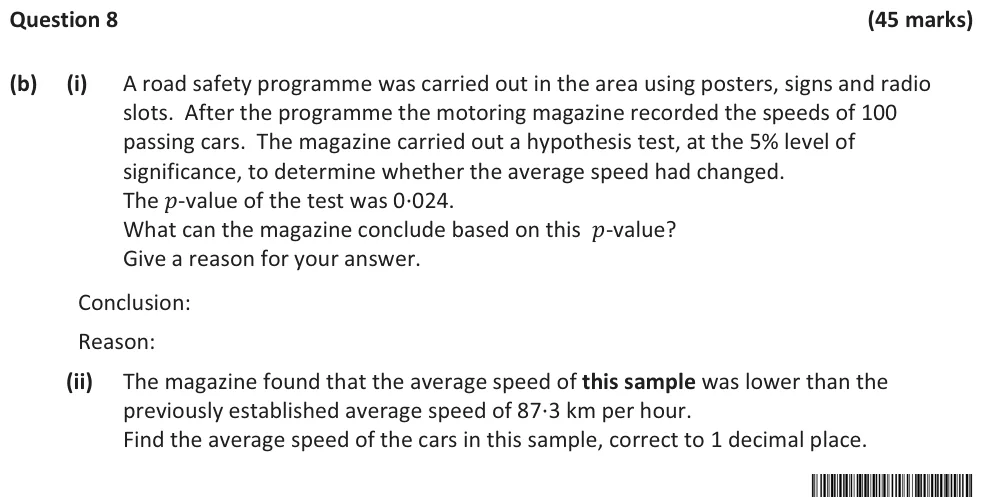 Question 8 (45 marks)
(b) (i) A road safety programme was carried out in the area using posters, signs and radio
slots. After the programme the motoring magazine recorded the speeds of 100
passing cars. The magazine carried out a hypothesis test, at the 5% level of
significance, to determine whether the average speed had changed.
The p-value of the test was 0·024.
What can the magazine conclude based on this p-value?
Give a reason for your answer.
Conclusion:
Reason:
(ii) The magazine found that the average speed of this sample was lower than the
previously established average speed of 87·3 km per hour.
Find the average speed of the cars in this sample, correct to 1 decimal place.